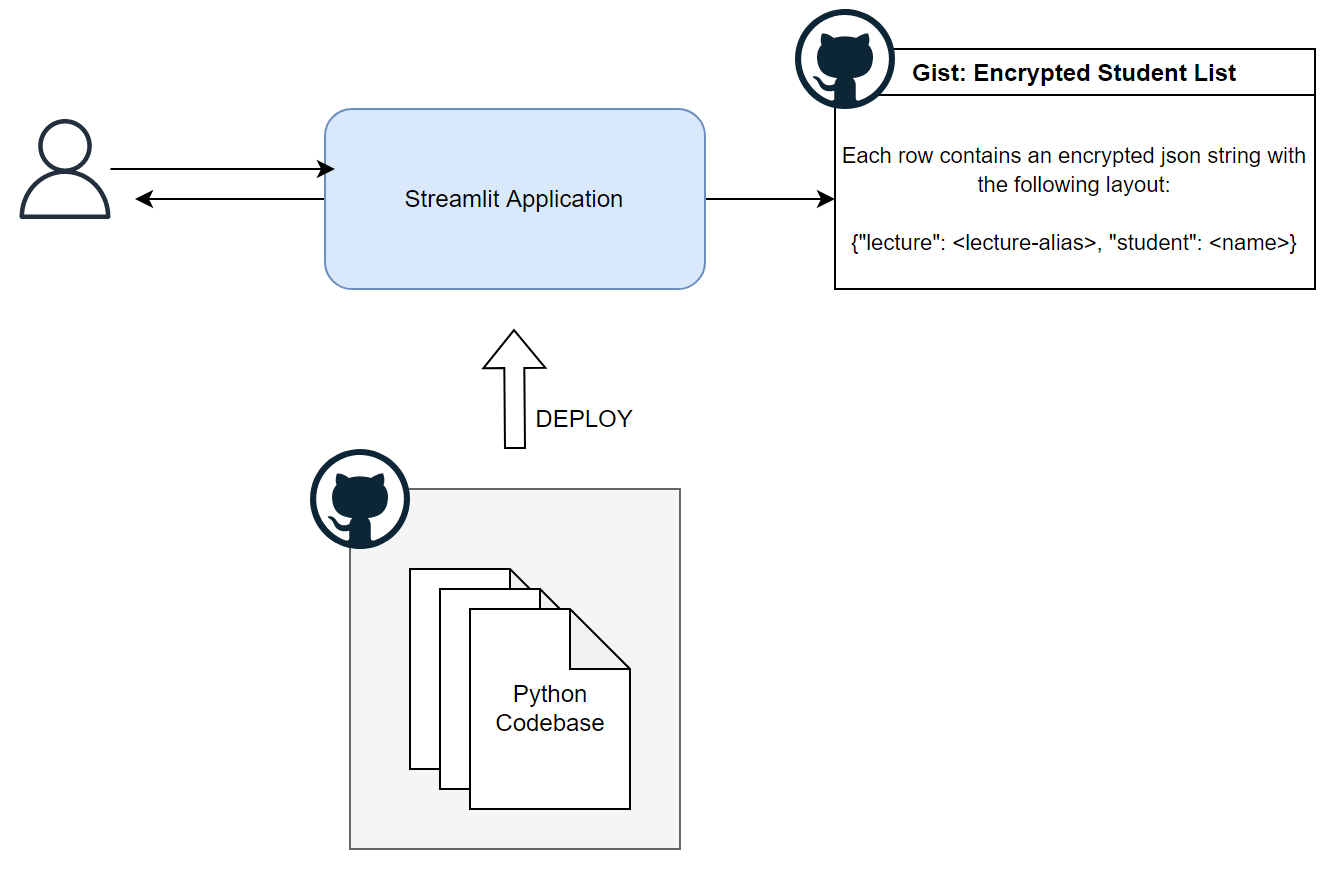 Gist: Encrypted Student List
Each row contains an encrypted json string with
the following layout:
{"lecture": <lecture-alias>, "student": <name>}
Streamlit Application
DEPLOY
Python
Codebase